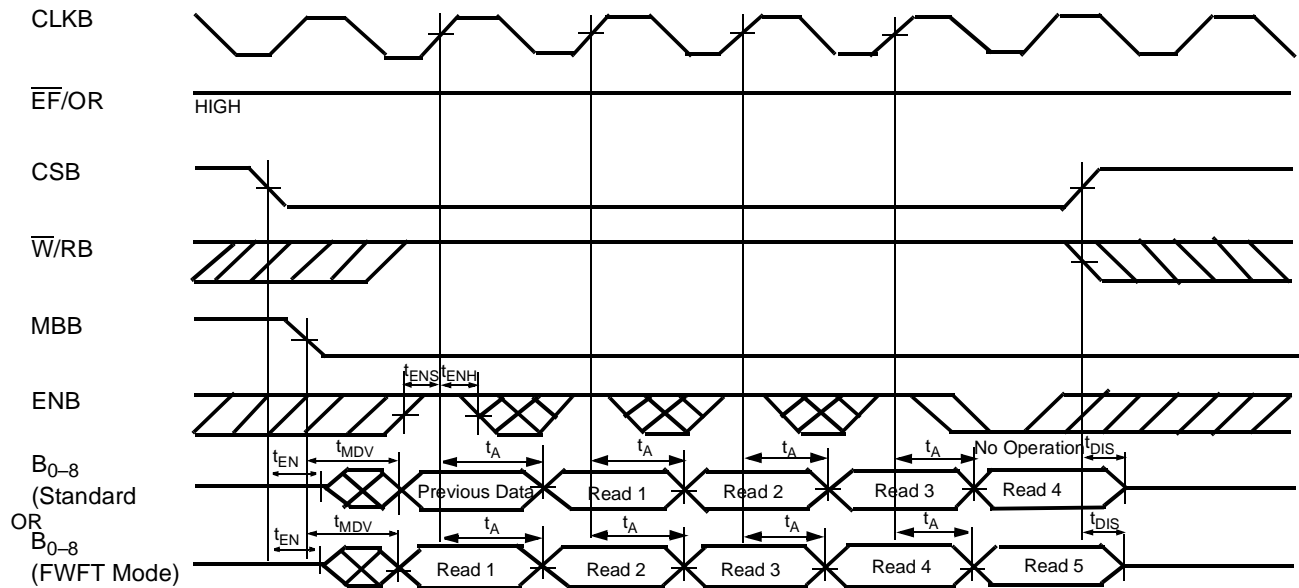 CLKB
EF/OR
HIGH
CSB
W/RB
MBB
tENS tENH
ENB
tEN tMDV tA tA tA tA No Operation tDIS
B0–8
(Standard
Previous Data Read 1 Read 2 Read 3 Read 4
OR
tEN tMDV tA tA tA tA tDIS
B0–8
(FWFT Mode)
Read 1 Read 2 Read 3 Read 4 Read 5